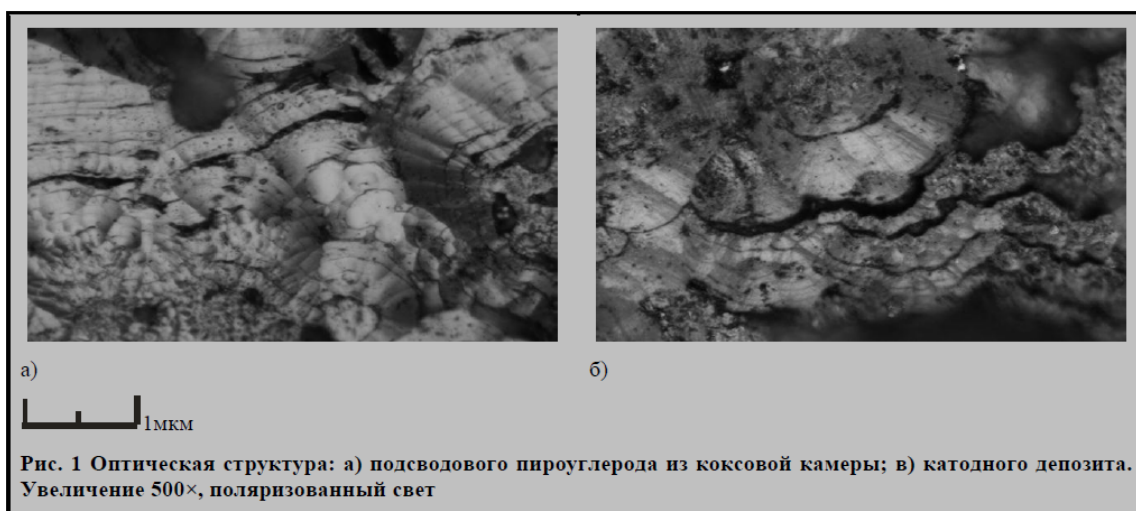 а)
б)
1мкм
Рис. 1 Оптическая структура: а) подсводового пироуглерода из коксовой камеры; в) катодного депозита.
Увеличение 500×, поляризованный свет